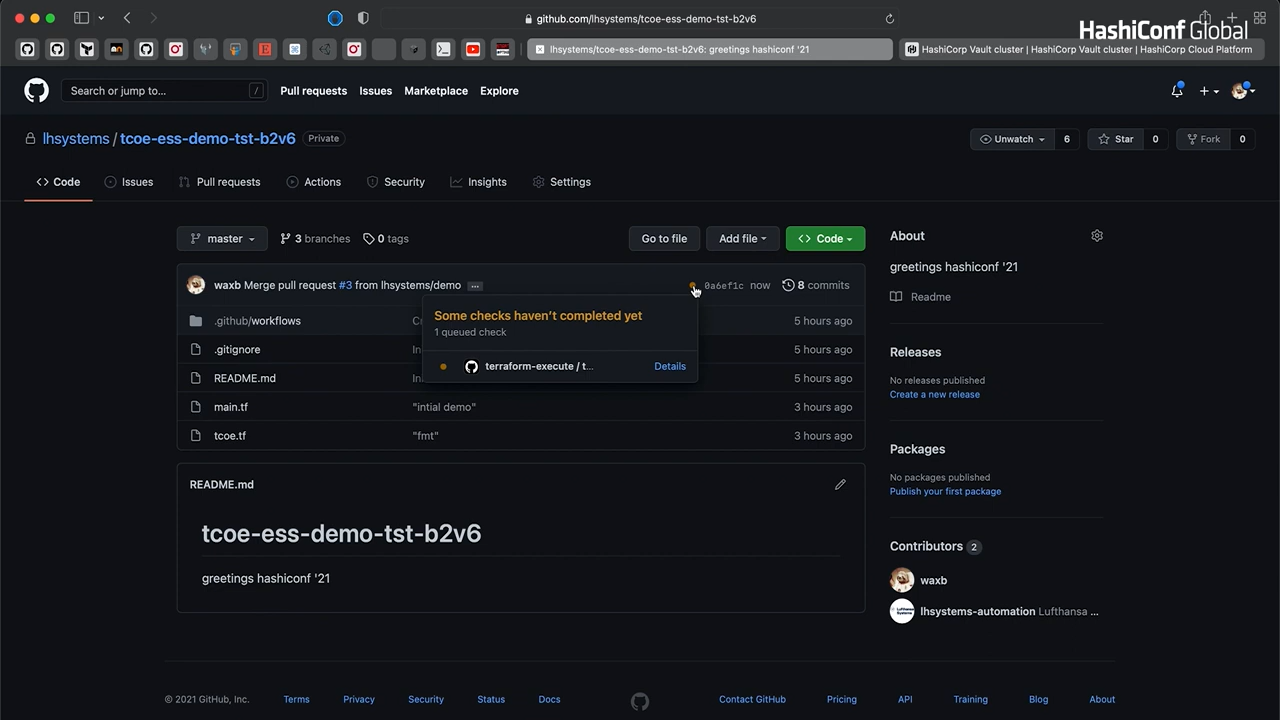 github.com/lhsystems/tcoe-ess-demo-tst-b2v6
HashiConf Global
lhsystems/tcoe-ess-demo-tst-b2v6: greetings hashiconf '21
HashiCorp Vault cluster | HashiCorp Vault cluster | HashiCorp Cloud Platform
Search or jump to... /
Pull requests Issues Marketplace Explore
lhsystems / tcoe-ess-demo-tst-b2v6 Private
Unwatch 6 Star 0 Fork 0
Code Issues Pull requests Actions Security Insights Settings
master 3 branches 0 tags Go to file Add file Code
waxb Merge pull request #3 from lhsystems/demo ... 0a6ef1c now 8 commits
Some checks haven't completed yet
1 queued check
terraform-execute / t... Details
.github/workflows 5 hours ago
.gitignore 5 hours ago
README.md 5 hours ago
main.tf "intial demo" 3 hours ago
tcoe.tf "fmt" 3 hours ago
README.md
tcoe-ess-demo-tst-b2v6
greetings hashiconf '21
About
greetings hashiconf '21
Readme
Releases
No releases published
Create a new release
Packages
No packages published
Publish your first package
Contributors 2
waxb
lhsystems-automation Lufthansa ...
© 2021 GitHub, Inc. Terms Privacy Security Status Docs Contact GitHub Pricing API Training Blog About